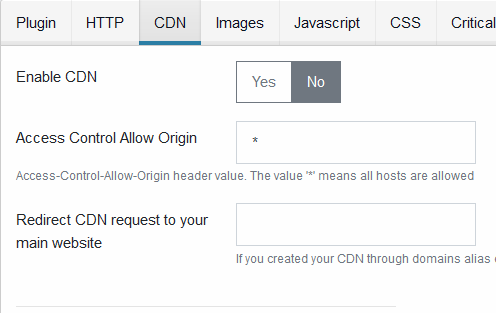 Plugin HTTP CDN Images Javascript CSS Critical
Enable CDN Yes No
Access Control Allow Origin *
Access-Control-Allow-Origin header value. The value '*' means all hosts are allowed
Redirect CDN request to your
main website
If you created your CDN through domains alias